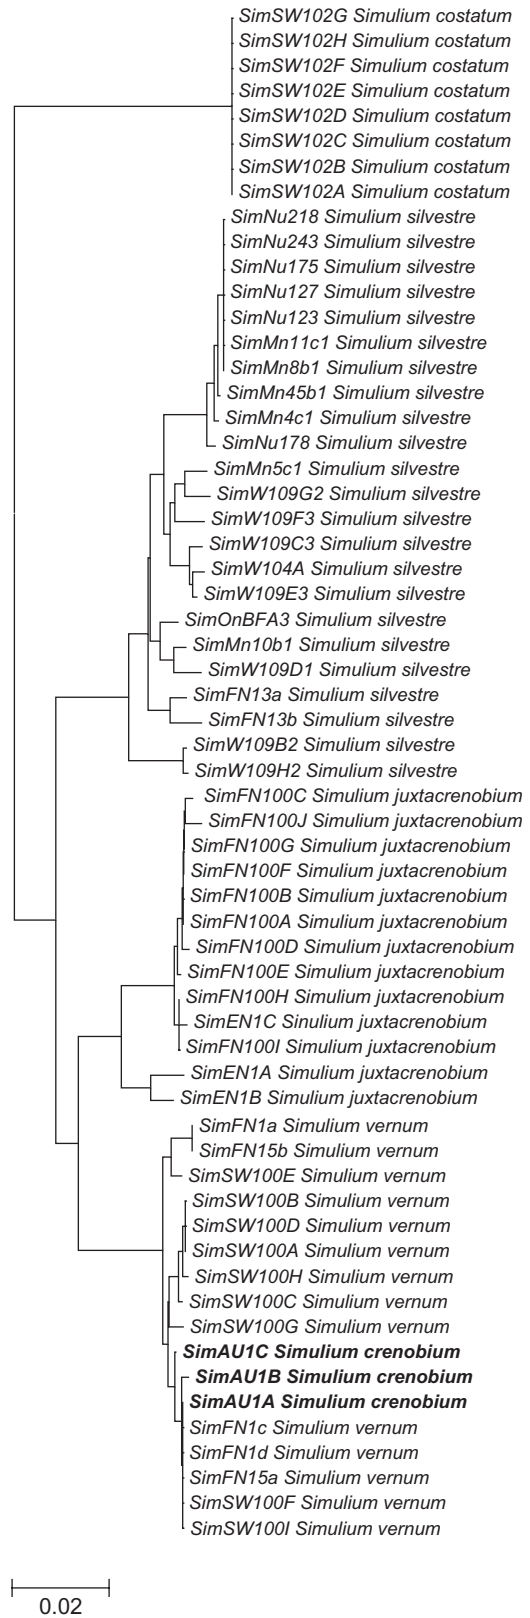 SimSW102G Simulium costatum
SimSW102H Simulium costatum
SimSW102F Simulium costatum
SimSW102E Simulium costatum
SimSW102D Simulium costatum
SimSW102C Simulium costatum
SimSW102B Simulium costatum
SimSW102A Simulium costatum
SimNu218 Simulium silvestre
SimNu243 Simulium silvestre
SimNu175 Simulium silvestre
SimNu127 Simulium silvestre
SimNu123 Simulium silvestre
SimMn11c1 Simulium silvestre
SimMn8b1 Simulium silvestre
SimMn45b1 Simulium silvestre
SimMn4c1 Simulium silvestre
SimNu178 Simulium silvestre
SimMn5c1 Simulium silvestre
SimW109G2 Simulium silvestre
SimW109F3 Simulium silvestre
SimW109C3 Simulium silvestre
SimW104A Simulium silvestre
SimW109E3 Simulium silvestre
SimOnBFA3 Simulium silvestre
SimMn10b1 Simulium silvestre
SimW109D1 Simulium silvestre
SimFN13a Simulium silvestre
SimFN13b Simulium silvestre
SimW109B2 Simulium silvestre
SimW109H2 Simulium silvestre
SimFN100C Simulium juxtacrenobium
SimFN100J Simulium juxtacrenobium
SimFN100G Simulium juxtacrenobium
SimFN100F Simulium juxtacrenobium
SimFN100B Simulium juxtacrenobium
SimFN100A Simulium juxtacrenobium
SimFN100D Simulium juxtacrenobium
SimFN100E Simulium juxtacrenobium
SimFN100H Simulium juxtacrenobium
SimEN1C Sinulium juxtacrenobium
SimFN100I Simulium juxtacrenobium
SimEN1A Simulium juxtacrenobium
SimEN1B Simulium juxtacrenobium
SimFN1a Simulium vernum
SimFN15b Simulium vernum
SimSW100E Simulium vernum
SimSW100B Simulium vernum
SimSW100D Simulium vernum
SimSW100A Simulium vernum
SimSW100H Simulium vernum
SimSW100C Simulium vernum
SimSW100G Simulium vernum
SimAU1C Simulium crenobium
SimAU1B Simulium crenobium
SimAU1A Simulium crenobium
SimFN1c Simulium vernum
SimFN1d Simulium vernum
SimFN15a Simulium vernum
SimSW100F Simulium vernum
SimSW100I Simulium vernum
0.02